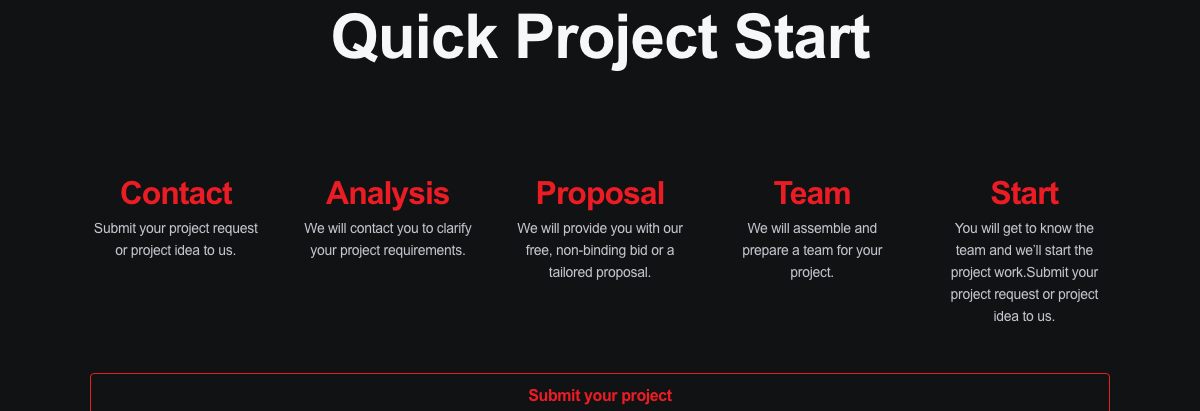 Quick Project Start
Contact
Submit your project request
or project idea to us.
Analysis
We will contact you to clarify
your project requirements.
Proposal
We will provide you with our
free, non-binding bid or a
tailored proposal.
Team
We will assemble and
prepare a team for your
project.
Start
You will get to know the
team and we’ll start the
project work.Submit your
project request or project
idea to us.
Submit your project